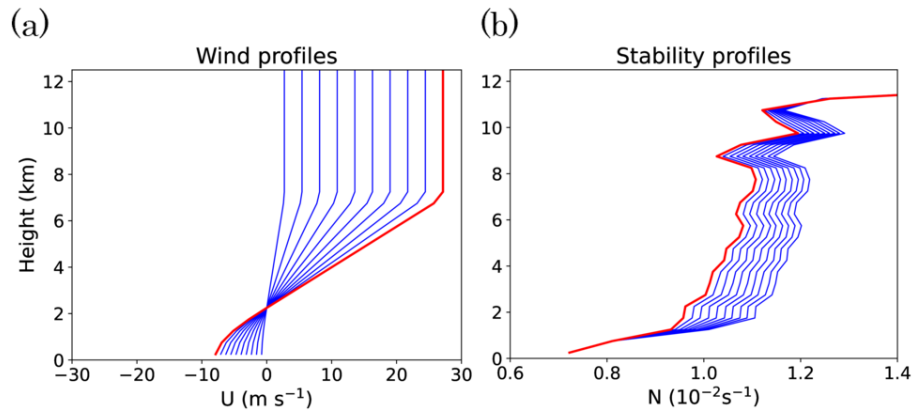 (a)
Wind profiles
12
10
8
6
4
2
0
Height (km)
−30 −20 −10 0 10 20 30
U (m s⁻¹)
(b)
Stability profiles
12
10
8
6
4
2
0
0.6 0.8 1.0 1.2 1.4
N (10⁻²s⁻¹)